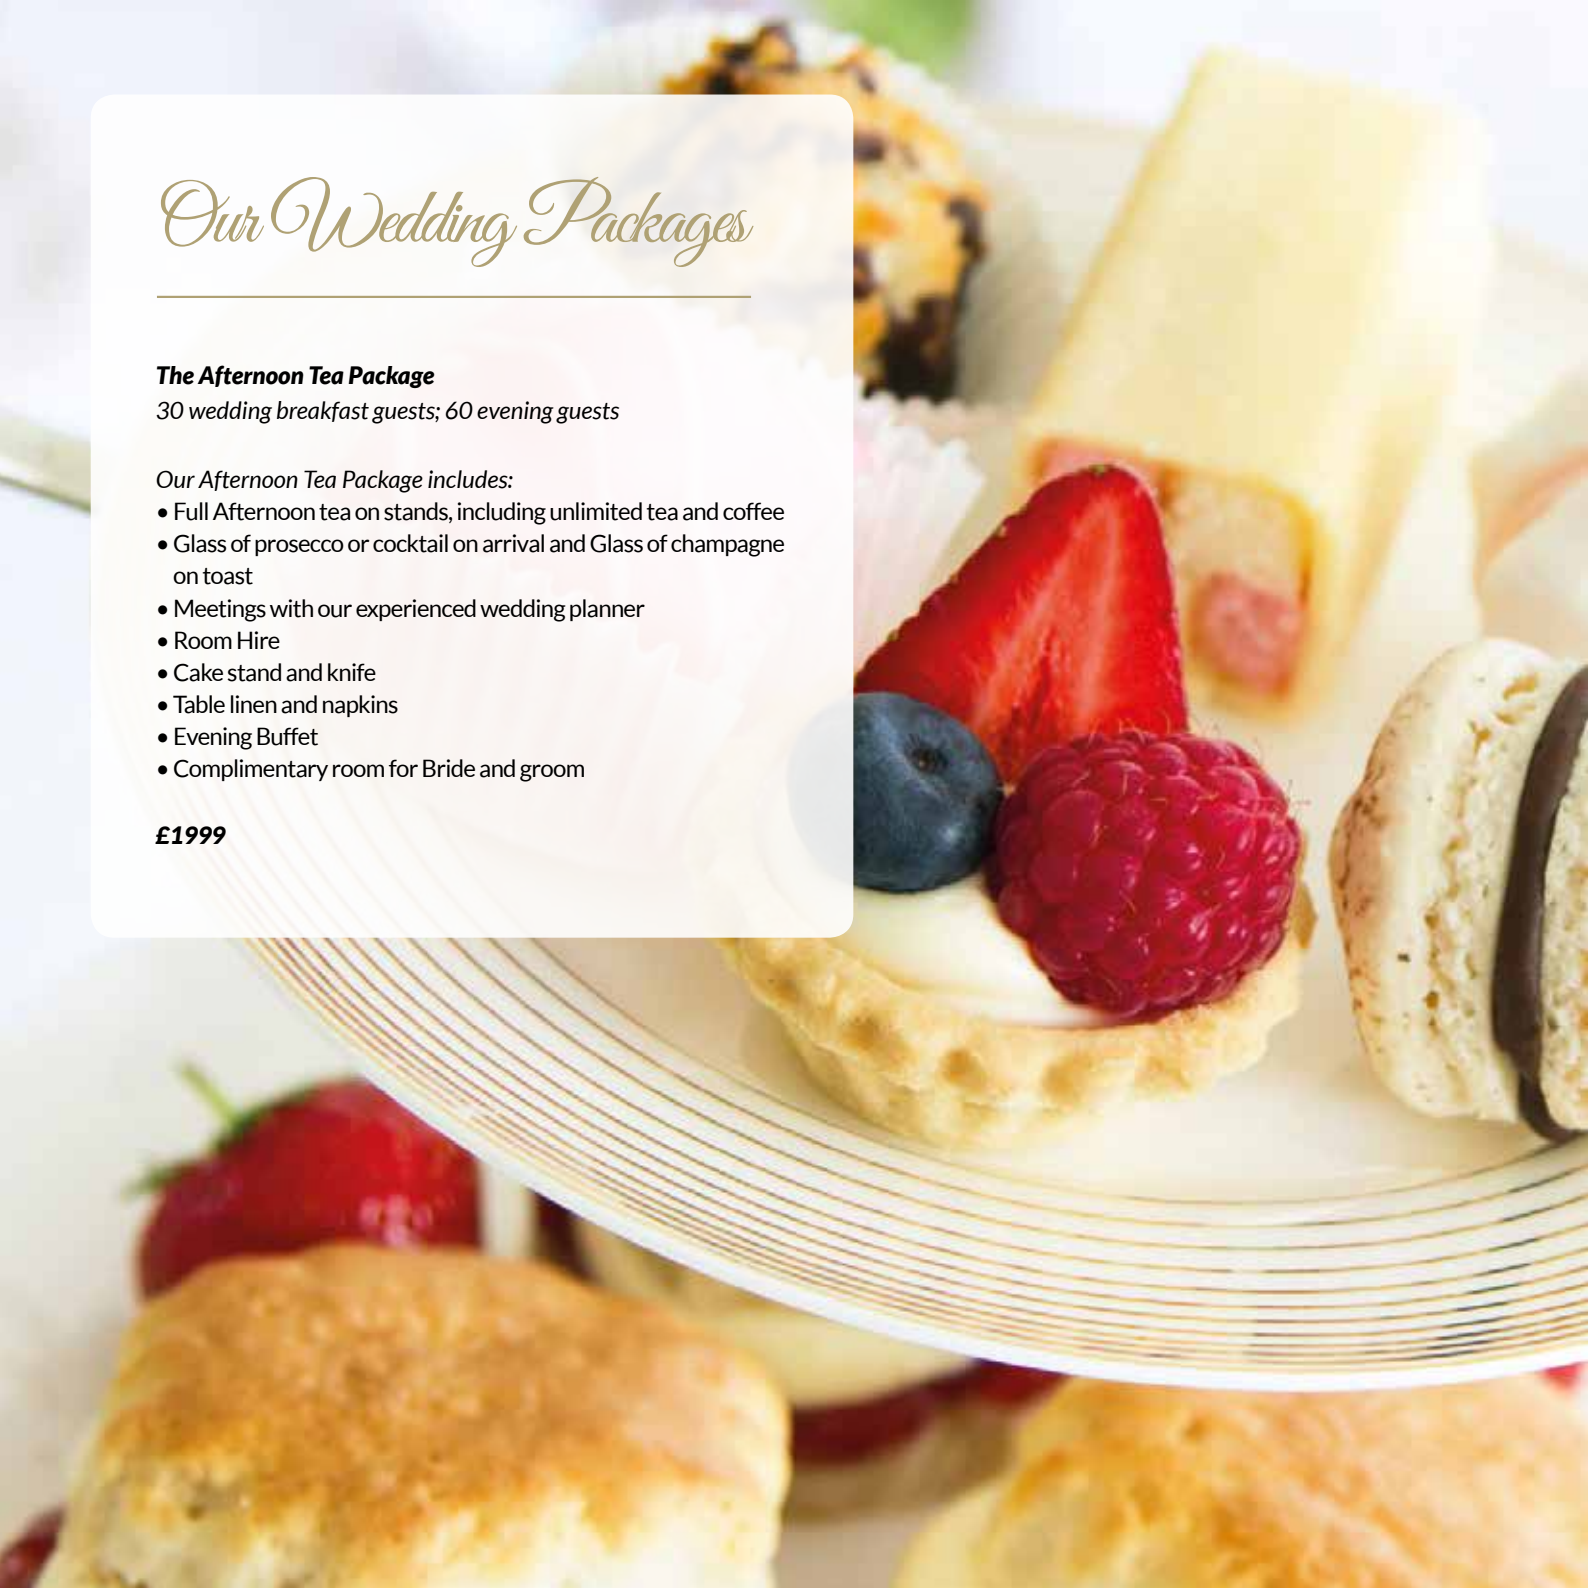 Our Wedding Packages
The Afternoon Tea Package
30 wedding breakfast guests; 60 evening guests
Our Afternoon Tea Package includes:
• Full Afternoon tea on stands, including unlimited tea and coffee
• Glass of prosecco or cocktail on arrival and Glass of champagne
on toast
• Meetings with our experienced wedding planner
• Room Hire
• Cake stand and knife
• Table linen and napkins
• Evening Buffet
• Complimentary room for Bride and groom
£1999